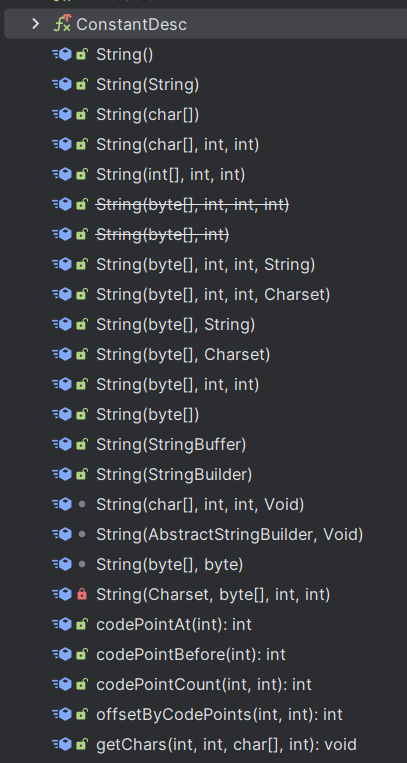 ConstantDesc
String()
String(String)
String(char[])
String(char[], int, int)
String(int[], int, int)
String(byte[], int, int, int)
String(byte[], int)
String(byte[], int, int, String)
String(byte[], int, int, Charset)
String(byte[], String)
String(byte[], Charset)
String(byte[], int, int)
String(byte[])
String(StringBuffer)
String(StringBuilder)
String(char[], int, int, Void)
String(AbstractStringBuilder, Void)
String(byte[], byte)
String(Charset, byte[], int, int)
codePointAt(int): int
codePointBefore(int): int
codePointCount(int, int): int
offsetByCodePoints(int, int): int
getChars(int, int, char[], int): void